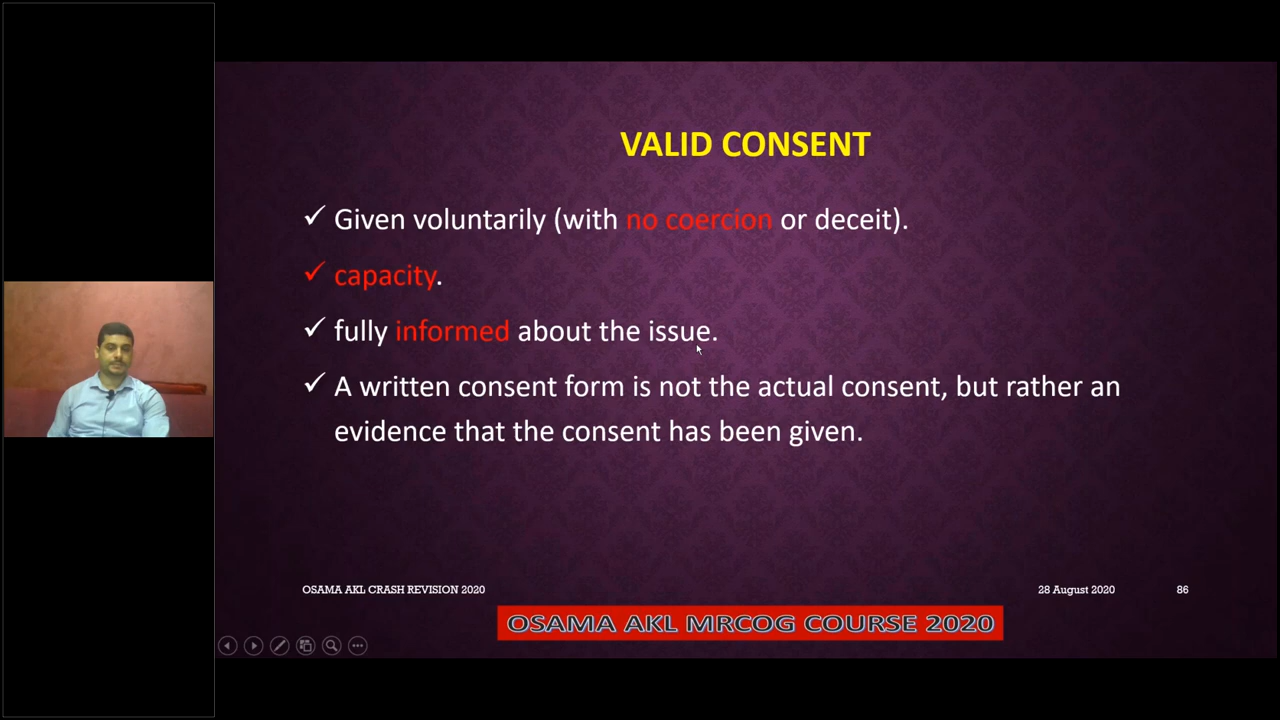 VALID CONSENT
✓ Given voluntarily (with no coercion or deceit).
✓ capacity.
✓ fully informed about the issue.
✓ A written consent form is not the actual consent, but rather an
evidence that the consent has been given.
OSAMA AKL CRASH REVISION 2020
28 August 2020
86
OSAMA AKL MRCOG COURSE 2020